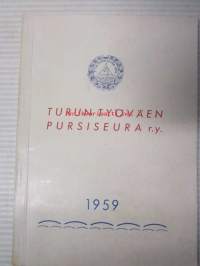 TURUN TYÖVÄEN
PURSISEURA r.y.
1959